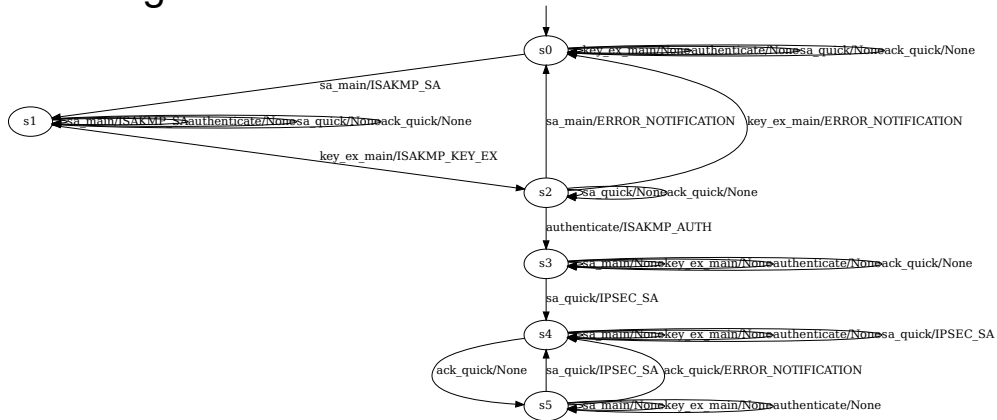 s0
key_ex_main/None authenticate/None sa_quick/None ack_quick/None
sa_main/ISAKMP_SA
s1
sa_main/ISAKMP_SA authenticate/None sa_quick/None ack_quick/None
sa_main/ERROR_NOTIFICATION
key_ex_main/ERROR_NOTIFICATION
key_ex_main/ISAKMP_KEY_EX
s2
sa_quick/None ack_quick/None
authenticate/ISAKMP_AUTH
s3
sa_main/None key_ex_main/None authenticate/None ack_quick/None
sa_quick/IPSEC_SA
s4
sa_main/None key_ex_main/None authenticate/None sa_quick/IPSEC_SA
ack_quick/None
sa_quick/IPSEC_SA
ack_quick/ERROR_NOTIFICATION
s5
sa_main/None key_ex_main/None authenticate/None